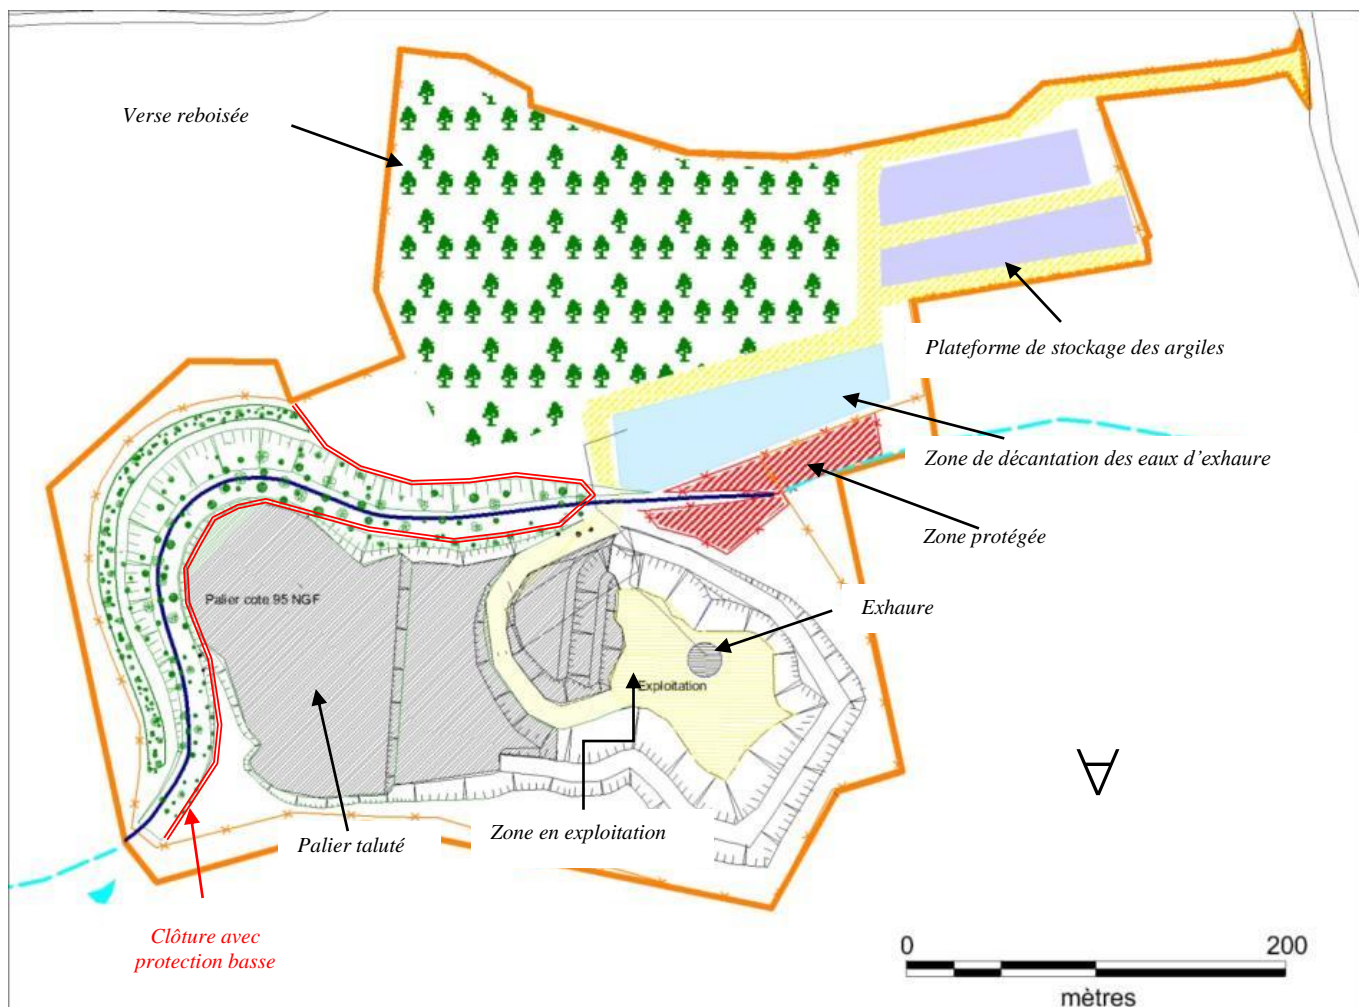 Verse reboisée
Plateforme de stockage des argiles
Zone de décantation des eaux d'exhaure
Zone protégée
Exhaure
Palier cote 95 NGF
Exploitation
Zone en exploitation
Palier taluté
Clôture avec
protection basse
0 200
mètres